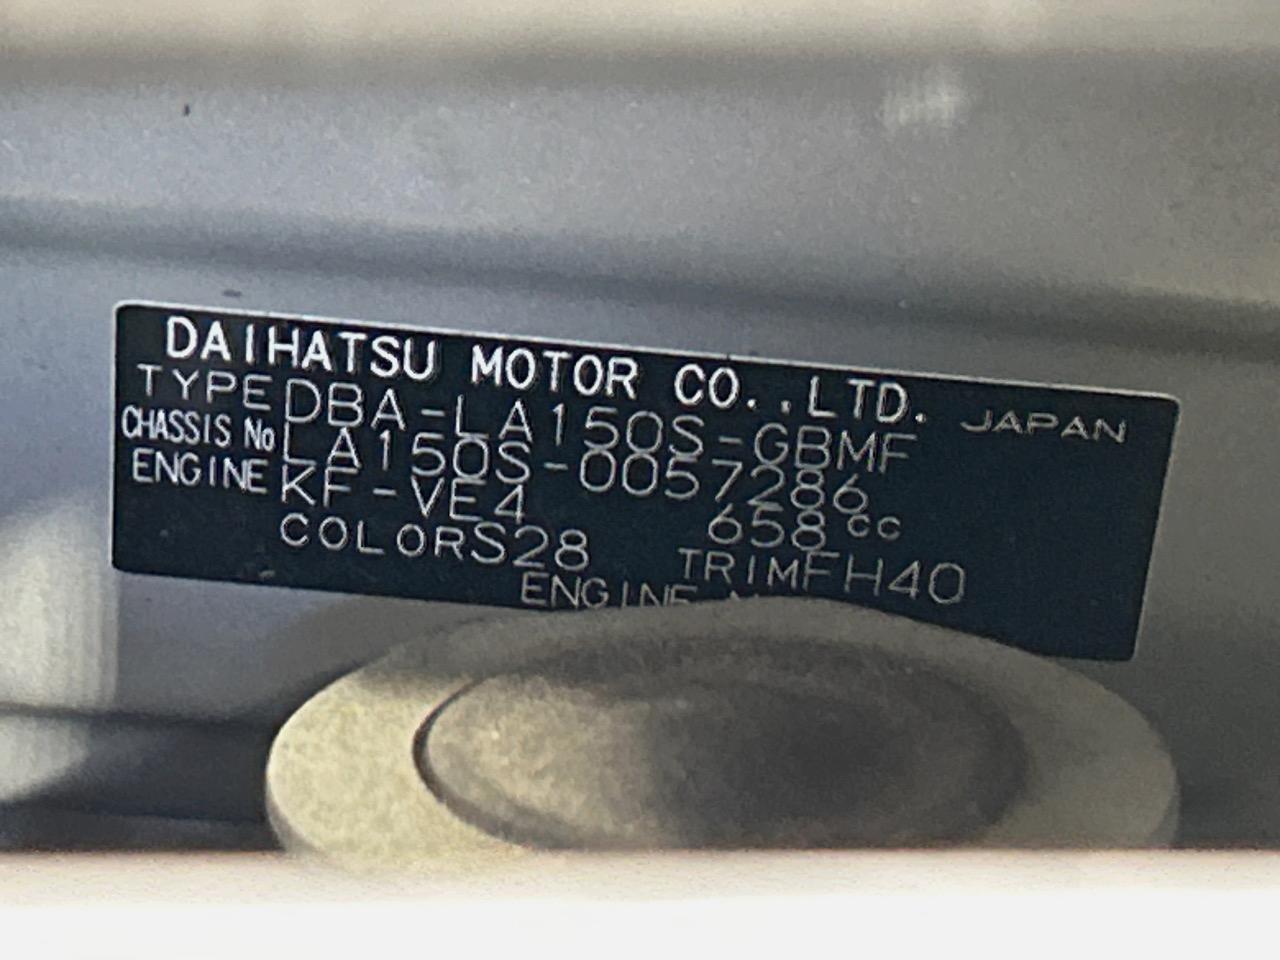 DAIHATSU MOTOR CO.,LTD. JAPAN
TYPE DBA-LA150S-GBMF
CHASSIS No LA150S-0057286
ENGINE KF-VE4 658cc
COLOR S28 TRIM FH40
ENGINE